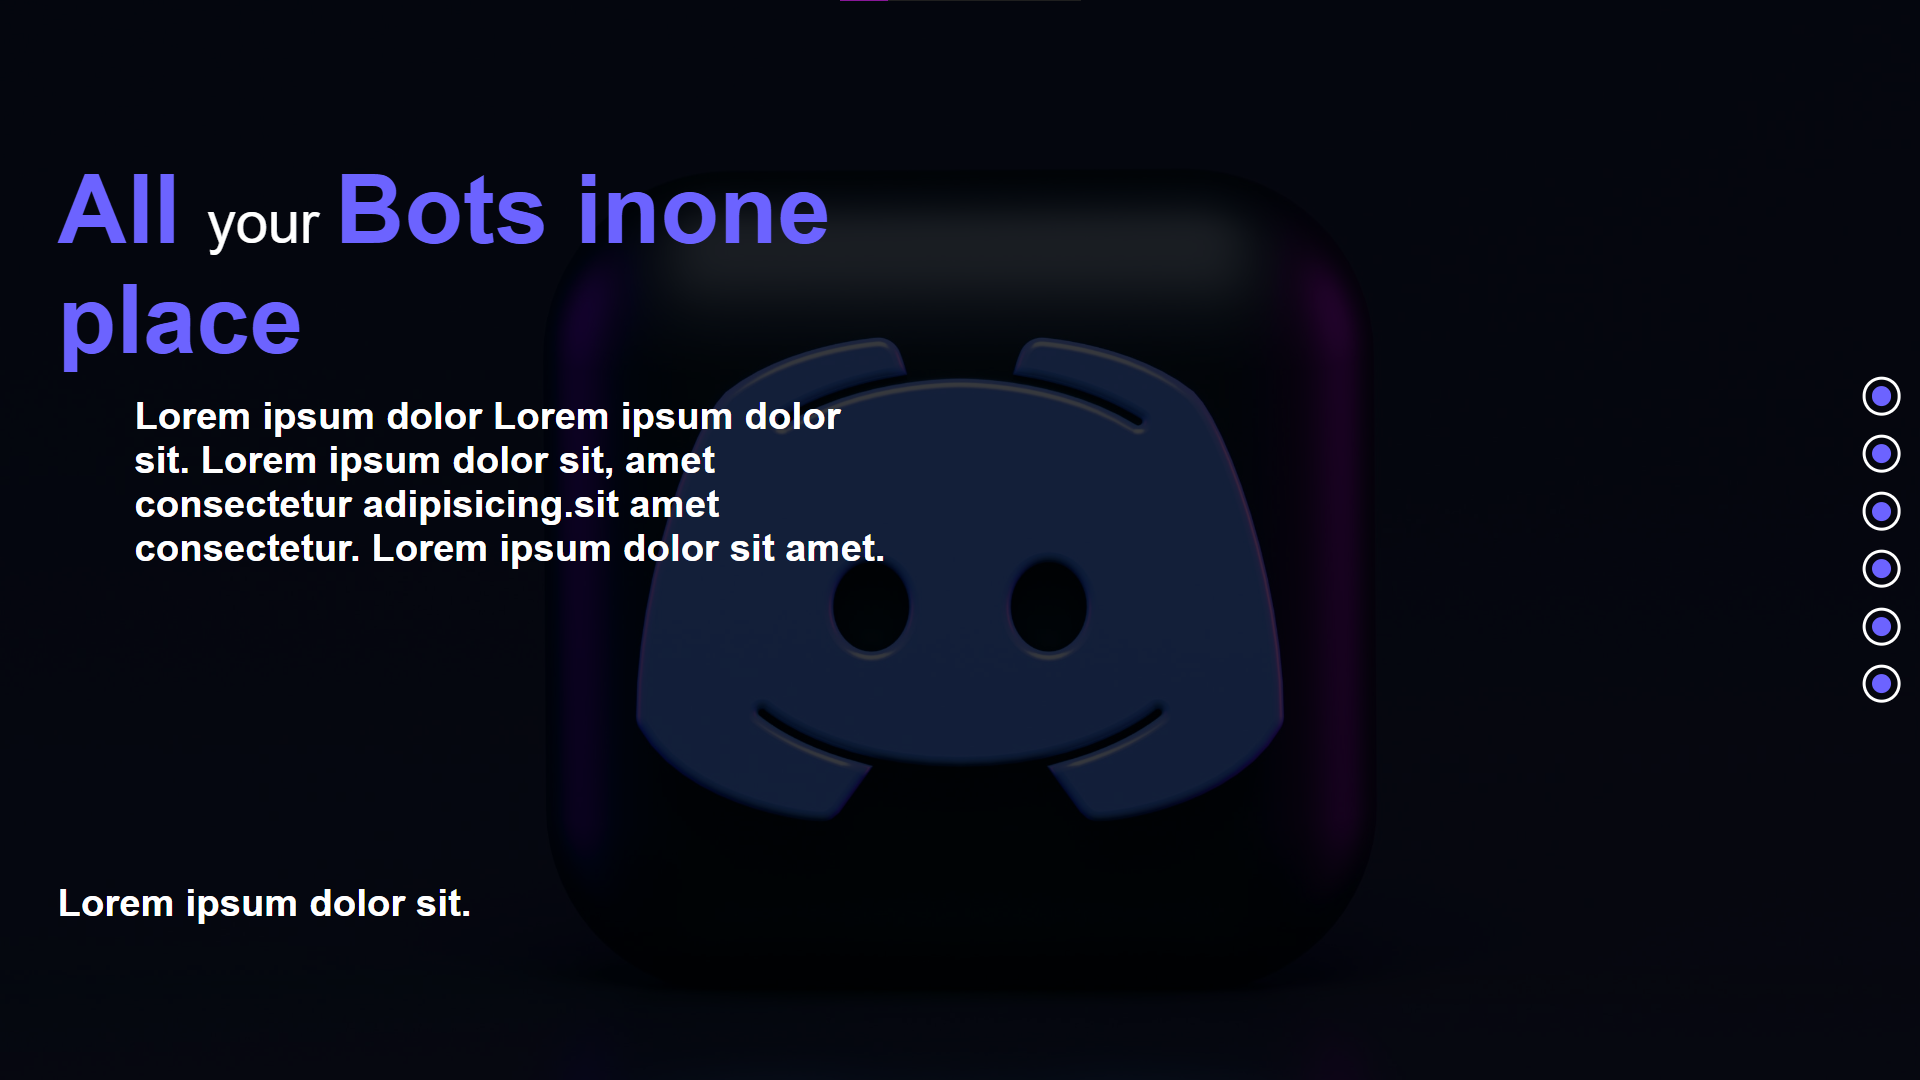 All your Bots inone
place
Lorem ipsum dolor Lorem ipsum dolor
sit. Lorem ipsum dolor sit, amet
consectetur adipisicing.sit amet
consectetur. Lorem ipsum dolor sit amet.
Lorem ipsum dolor sit.